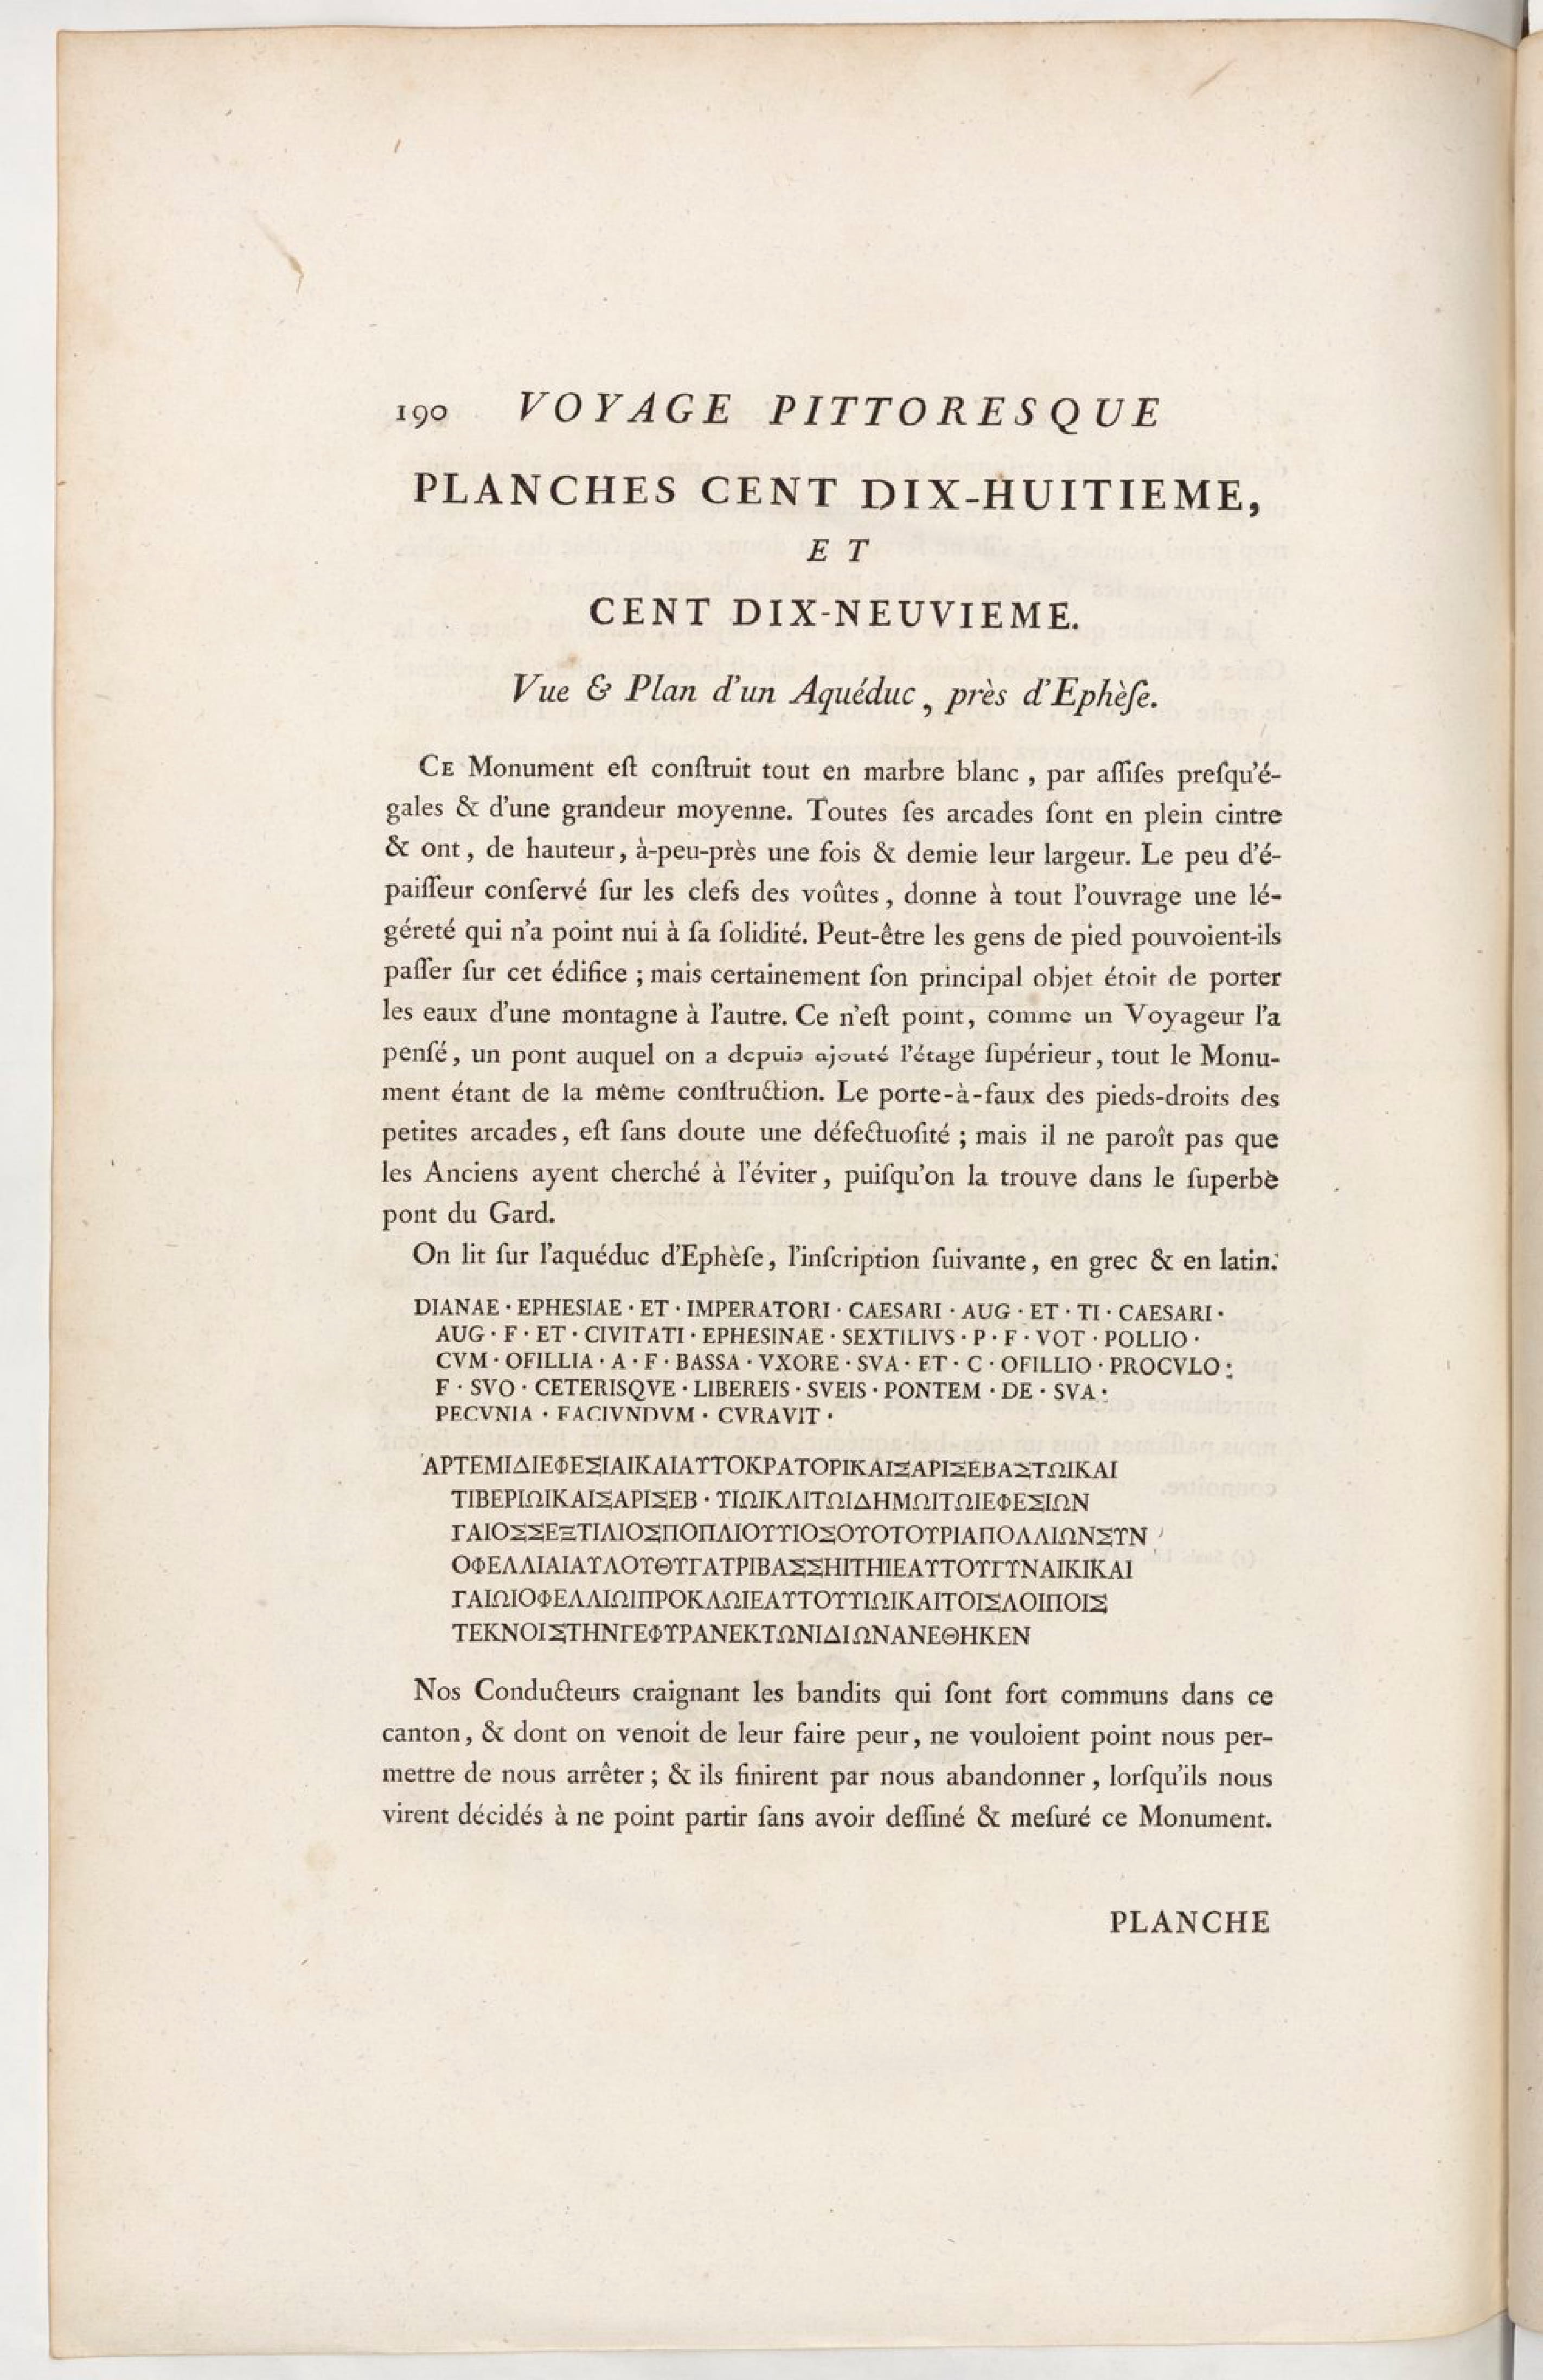 190 VOYAGE PITTORESQUE
PLANCHES CENT DIX-HUITIEME,
ET
CENT DIX-NEUVIEME.
Vue & Plan d'un Aquéduc, près d'Ephèſe.
CE Monument eſt conſtruit tout en marbre blanc, par aſſiſes preſqu'é-
gales & d'une grandeur moyenne. Toutes ſes arcades ſont en plein cintre
& ont, de hauteur, à-peu-près une fois & demie leur largeur. Le peu d'é-
paiſſeur conſervé ſur les clefs des voûtes, donne à tout l'ouvrage une lé-
géreté qui n'a point nui à ſa ſolidité. Peut-être les gens de pied pouvoient-ils
paſſer ſur cet édifice ; mais certainement ſon principal objet étoit de porter
les eaux d'une montagne à l'autre. Ce n'eſt point, comme un Voyageur l'a
penſé, un pont auquel on a depuis ajouté l'étage ſupérieur, tout le Monu-
ment étant de la même conſtruction. Le porte-à-faux des pieds-droits des
petites arcades, eſt ſans doute une défectuoſité ; mais il ne paroît pas que
les Anciens ayent cherché à l'éviter, puiſqu'on la trouve dans le ſuperbe
pont du Gard.
On lit ſur l'aquéduc d'Ephèſe, l'inſcription ſuivante, en grec & en latin:
DIANAE · EPHESIAE · ET · IMPERATORI · CAESARI · AUG · ET · TI · CAESARI ·
AUG · F · ET · CIVITATI · EPHESINAE · SEXTILIVS · P · F · VOT · POLLIO ·
CVM · OFILLIA · A · F · BASSA · VXORE · SVA · ET · C · OFILLIO · PROCVLO :
F · SVO · CETERISQVE · LIBEREIS · SVEIS · PONTEM · DE · SVA :
PECVNIA · FACIVNDVM · CVRAVIT ·
ἉΡΤΕΜΙΔΙΕΦΕΣΙΑΙΚΑΙΑΥΤΟΚΡΑΤΟΡΙΚΑΙΣΑΡΙΣΕΒΑΣΤΩΙΚΑΙ
ΤΙΒΕΡΙΩΙΚΑΙΣΑΡΙΣΕΒ · ΥΙΩΙΚΛΙΤΩΙΔΗΜΩΙΤΩΙΕΦΕΣΙΩΝ
ΓΑΙΟΣΣΕΞΤΙΛΙΟΣΠΟΠΛΙΟΥΥΙΟΣΟΥΟΤΟΥΡΙΑΠΟΛΛΙΩΝΣΥΝ
ΟΦΕΛΛΙΑΙΑΥΛΟΥΘΥΓΑΤΡΙΒΑΣΣΗΙΤΗΙΕΑΥΤΟΥΓΥΝΑΙΚΙΚΑΙ
ΓΑΙΩΙΟΦΕΛΛΙΩΙΠΡΟΚΛΩΙΕΑΥΤΟΥΥΙΩΙΚΑΙΤΟΙΣΛΟΙΠΟΙΣ
ΤΕΚΝΟΙΣΤΗΝΓΕΦΥΡΑΝΕΚΤΩΝΙΔΙΩΝΑΝΕΘΗΚΕΝ
Nos Conducteurs craignant les bandits qui ſont fort communs dans ce
canton, & dont on venoit de leur faire peur, ne vouloient point nous per-
mettre de nous arrêter ; & ils finirent par nous abandonner, lorſqu'ils nous
virent décidés à ne point partir ſans avoir deſſiné & meſuré ce Monument.
PLANCHE